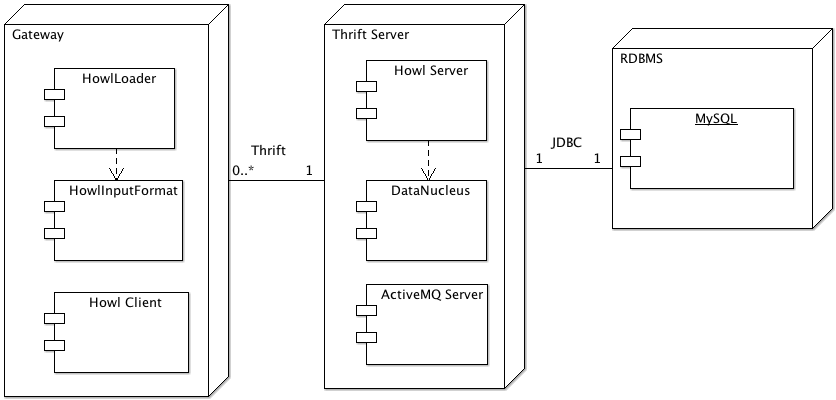 Gateway
HowlLoader
HowlInputFormat
Howl Client
Thrift
0..*
1
Thrift Server
Howl Server
DataNucleus
ActiveMQ Server
JDBC
1
1
RDBMS
MySQL